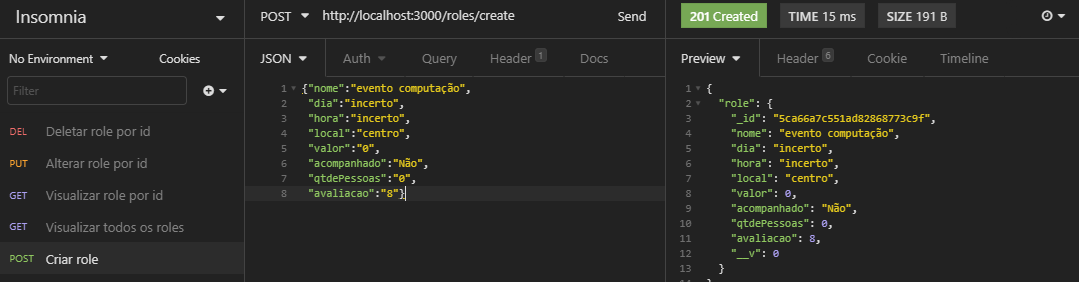 Insomnia
No Environment
Cookies
Filter
DEL Deletar role por id
PUT Alterar role por id
GET Visualizar role por id
GET Visualizar todos os roles
POST Criar role
POST http://localhost:3000/roles/create Send
JSON Auth Query Header 1 Docs
1 {"nome":"evento computação",
2 "dia":"incerto",
3 "hora":"incerto",
4 "local":"centro",
5 "valor":"0",
6 "acompanhado":"Não",
7 "qtdePessoas":"0",
8 "avaliacao":"8"}
201 Created TIME 15 ms SIZE 191 B
Preview Header 6 Cookie Timeline
1 {
2 "role": {
3 "_id": "5ca66a7c551ad82868773c9f",
4 "nome": "evento computação",
5 "dia": "incerto",
6 "hora": "incerto",
7 "local": "centro",
8 "valor": 0,
9 "acompanhado": "Não",
10 "qtdePessoas": 0,
11 "avaliacao": 8,
12 "__v": 0
13 }
14 }